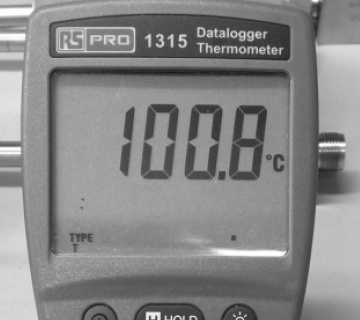 RS PRO 1315 Datalogger
Thermometer
100.8 °C
TYPE
T
H HOLD